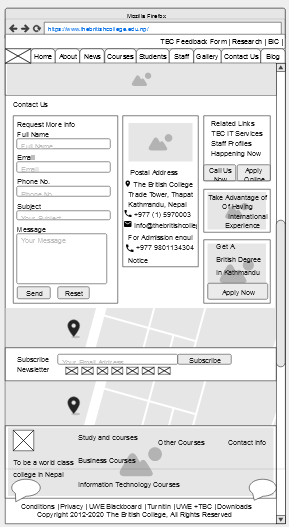 Mozilla Firefox
https://www.thebritishcollege.edu.np/
TBC Feedback Form | Research | BIC |
Home About News Courses Students Staff Gallery Contact Us Blog
Contact Us
Request More Info
Full Name
Full Name
Email
Email
Phone No.
Phone No.
Subject
Your Subject
Message
Your Message
Send Reset
Postal Address
The British College
Trade Tower, Thapat
Kathmandu, Nepal
+977 (1) 5970003
info@thebritishcolleg
For Admission enqui
+977 9801134304
Notice
Related Links
TBC IT Services
Staff Profiles
Happening Now
Call Us Now
Apply Online
Take Advantage of
Of Having
International
Experience
Get A
British Degree
in Kathmandu
Apply Now
Subscribe
Newsletter
Your Email Address
Subscribe
Study and courses Other Courses Contact Info
To be a world class
college in Nepal
Business Courses
Information Technology Courses
Conditions | Privacy | UWE Blackboard | Turnitin | UWE +TBC | Downloads
Copyright 2012-2020 The British College, All Rights Reserved